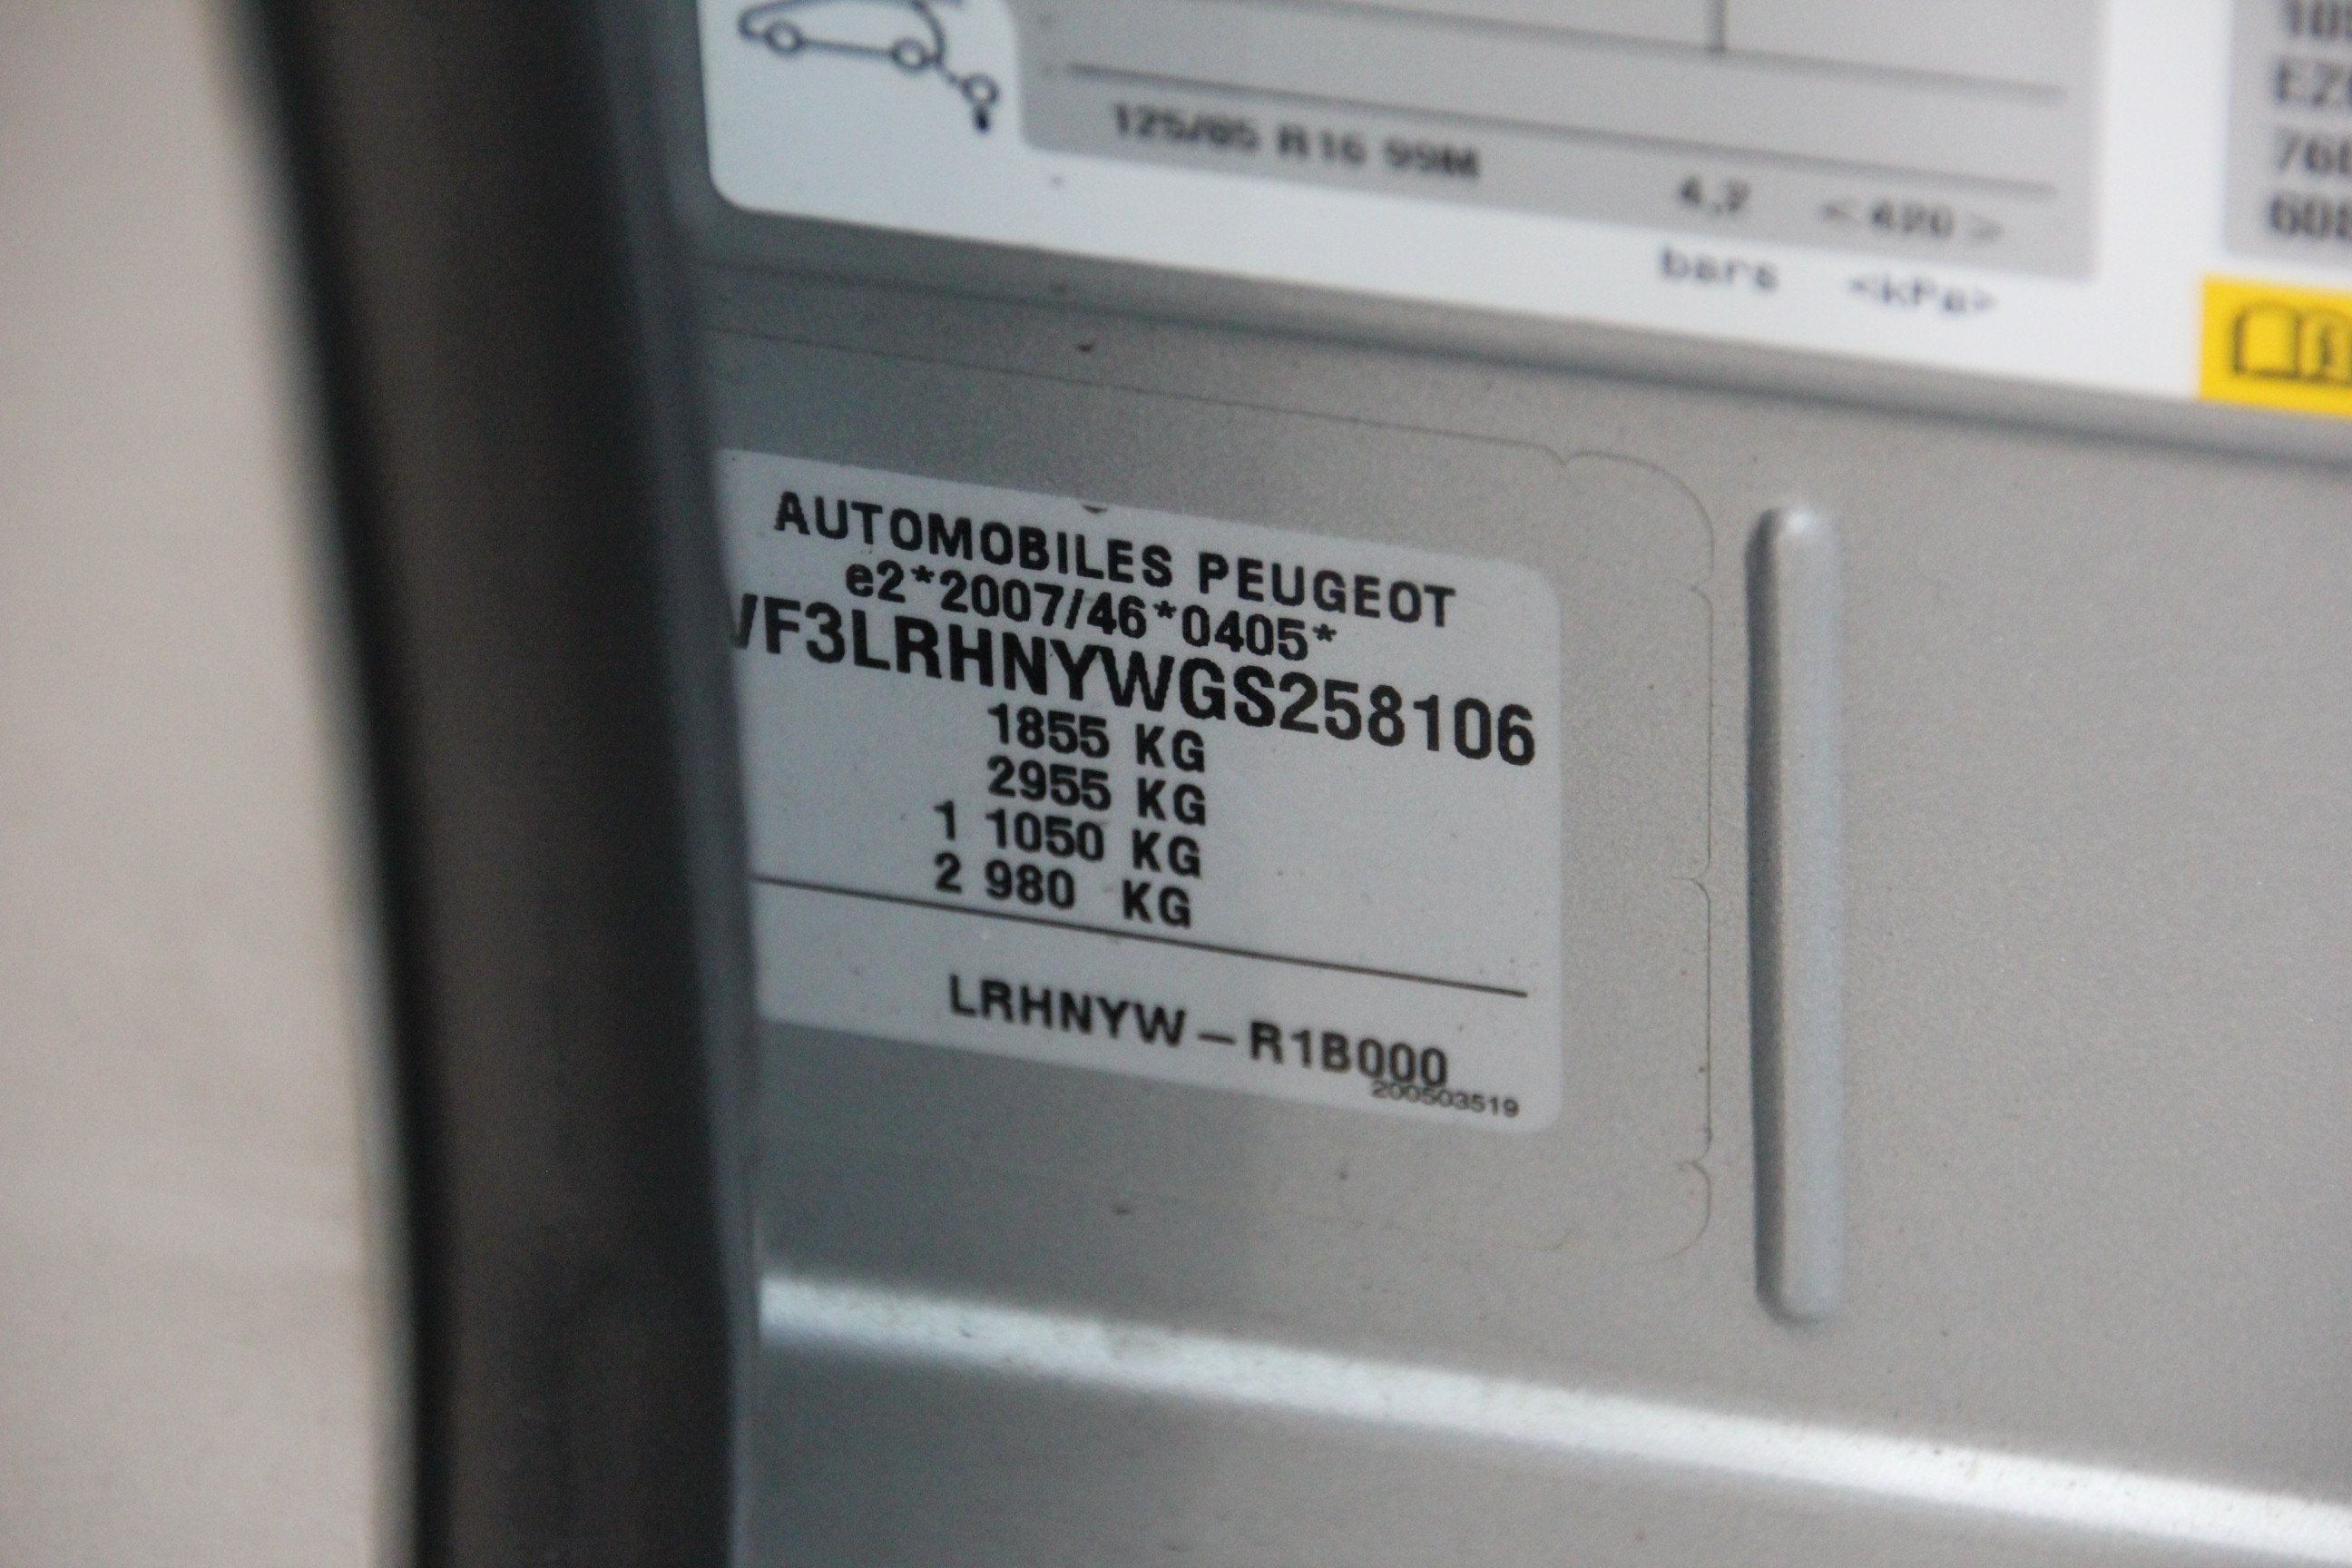 125/85 R16 99M
4,2 <420>
bars <kPa>
AUTOMOBILES PEUGEOT
e2*2007/46*0405*
VF3LRHNYWGS258106
1855 KG
2955 KG
1 1050 KG
2 980 KG
LRHNYW – R1B000
200503519